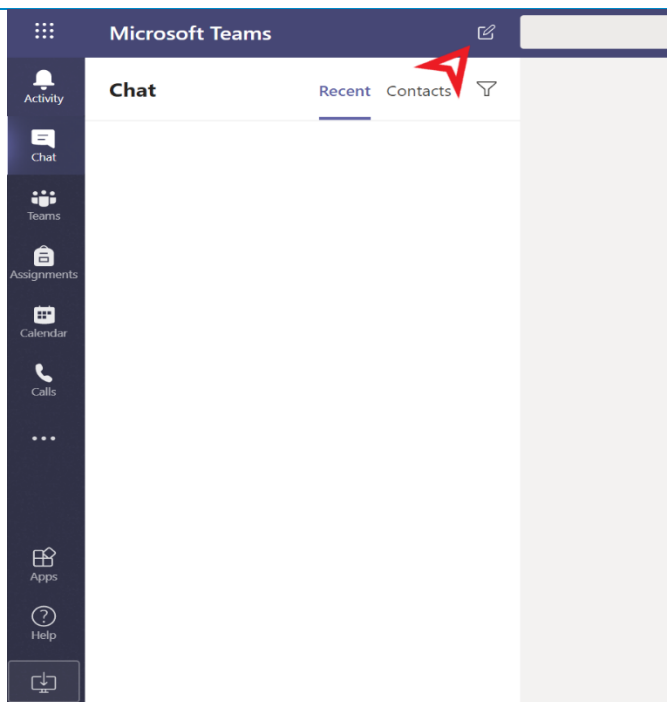 Microsoft Teams
Activity
Chat
Recent Contacts
Chat
Teams
Assignments
Calendar
Calls
Apps
Help